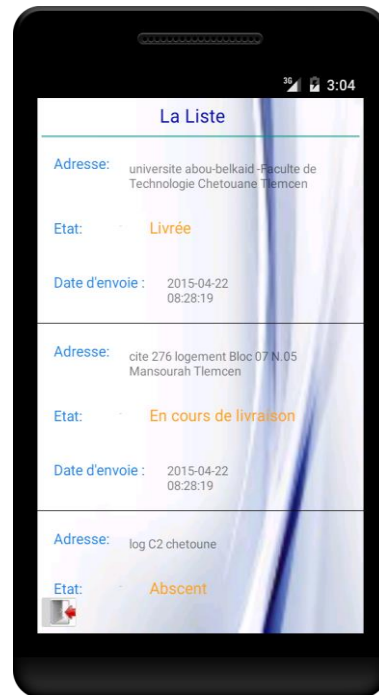 3G 3:04
La Liste
Adresse: universite abou-belkaid -Faculte de
Technologie Chetouane Tlemcen
Etat: Livrée
Date d'envoie : 2015-04-22
08:28:19
Adresse: cite 276 logement Bloc 07 N.05
Mansourah Tlemcen
Etat: En cours de livraison
Date d'envoie : 2015-04-22
08:28:19
Adresse: log C2 chetoune
Etat: Abscent